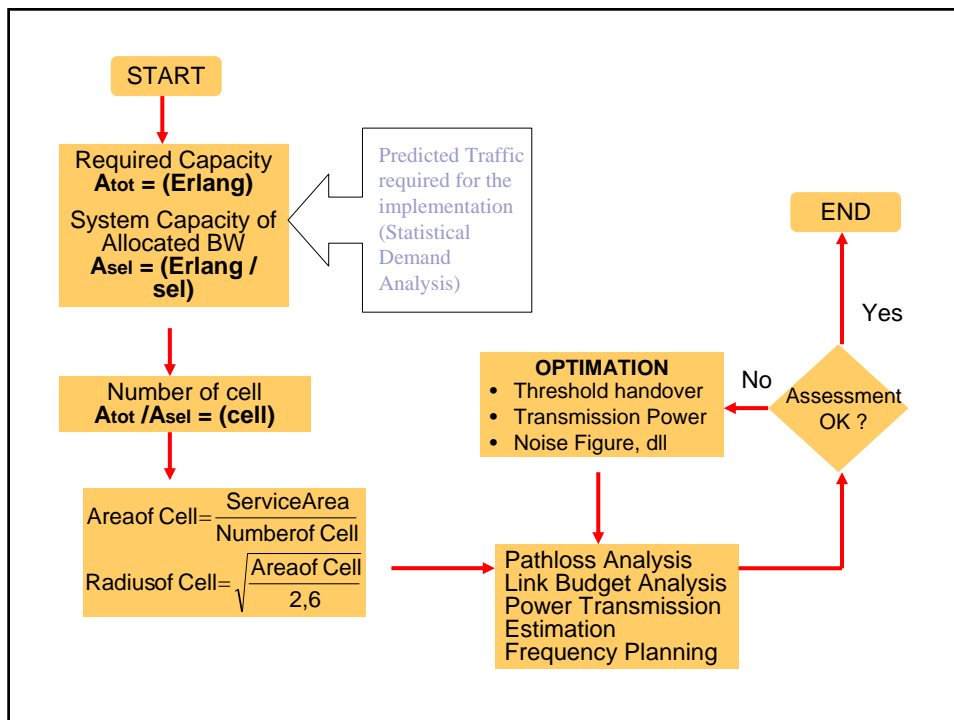 START
Required Capacity
Atot = (Erlang)
System Capacity of
Allocated BW
Asel = (Erlang /
sel)
Predicted Traffic
required for the
implementation
(Statistical
Demand
Analysis)
Number of cell
Atot /Asel = (cell)
Areaof Cell = ServiceArea / Numberof Cell
Radiusof Cell = √(Areaof Cell / 2,6)
Pathloss Analysis
Link Budget Analysis
Power Transmission
Estimation
Frequency Planning
OPTIMATION
• Threshold handover
• Transmission Power
• Noise Figure, dll
No
Assessment
OK ?
Yes
END